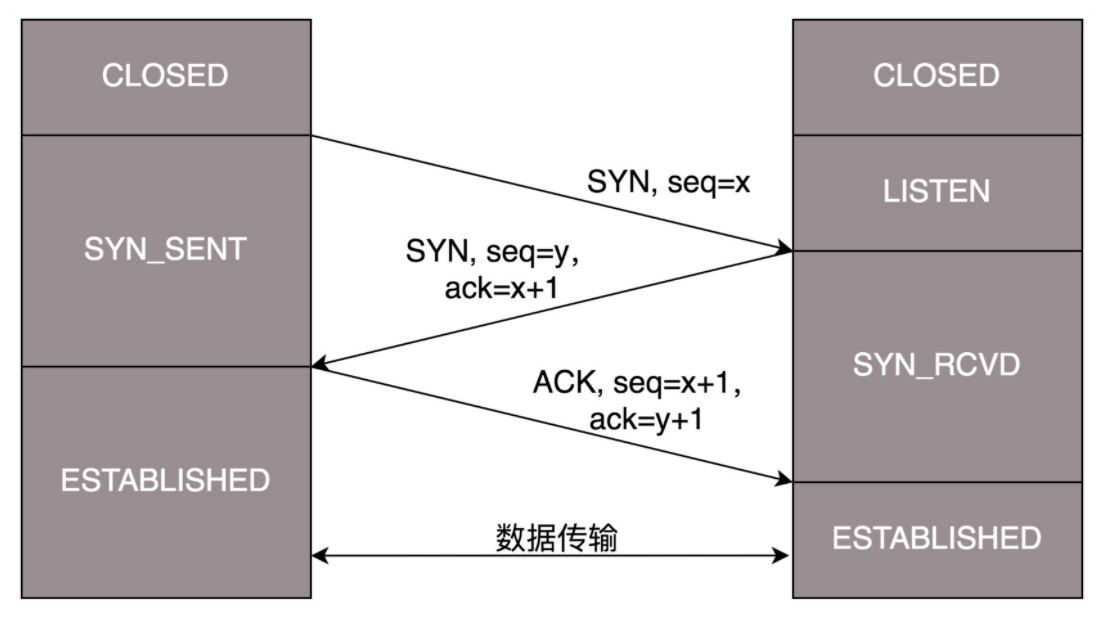 CLOSED
CLOSED
SYN, seq=x
LISTEN
SYN_SENT
SYN, seq=y,
ack=x+1
SYN_RCVD
ACK, seq=x+1,
ack=y+1
ESTABLISHED
数据传输
ESTABLISHED